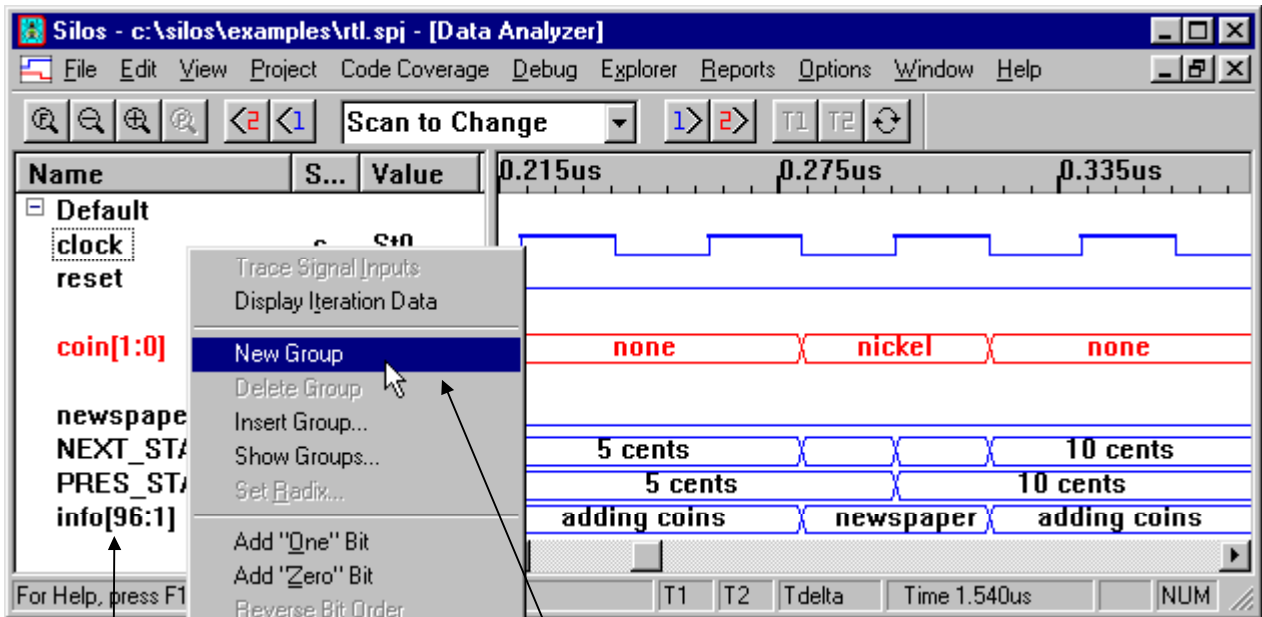 Silos - c:\silos\examples\rtl.spj - [Data Analyzer]
File Edit View Project Code Coverage Debug Explorer Reports Options Window Help
F P <2 <1 Scan to Change 1> 2> T1 T2
Name S... Value 0.215us 0.275us 0.335us
Default
clock
reset
Trace Signal Inputs
Display Iteration Data
coin[1:0] none nickel none
New Group
Delete Group
newspape
Insert Group...
NEXT_STA 5 cents 10 cents
Show Groups...
PRES_STA 5 cents 10 cents
Set Radix...
info[96:1] adding coins newspaper adding coins
Add "One" Bit
Add "Zero" Bit
For Help, press F1 T1 T2 Tdelta Time 1.540us NUM
Reverse Bit Order